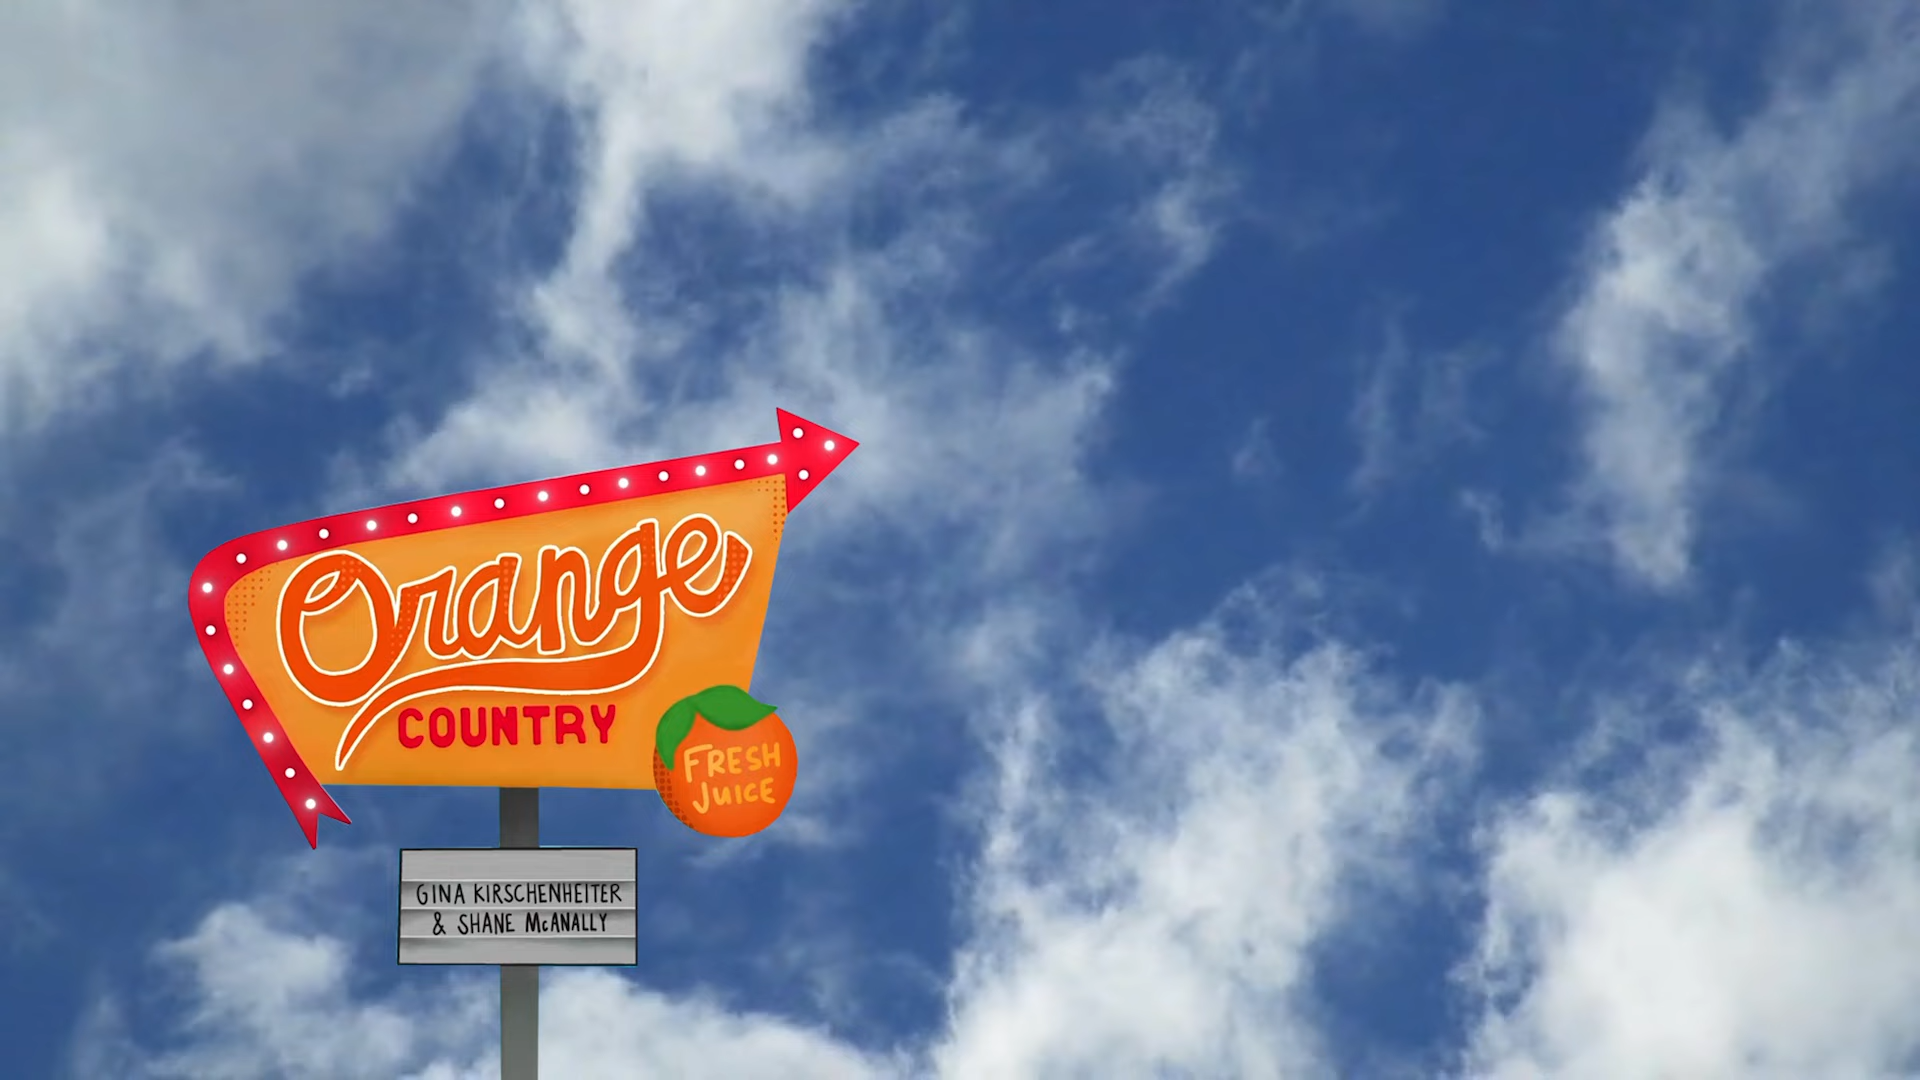 Orange
COUNTRY
FRESH
JUICE
GINA KIRSCHENHEITER
& SHANE McANALLY